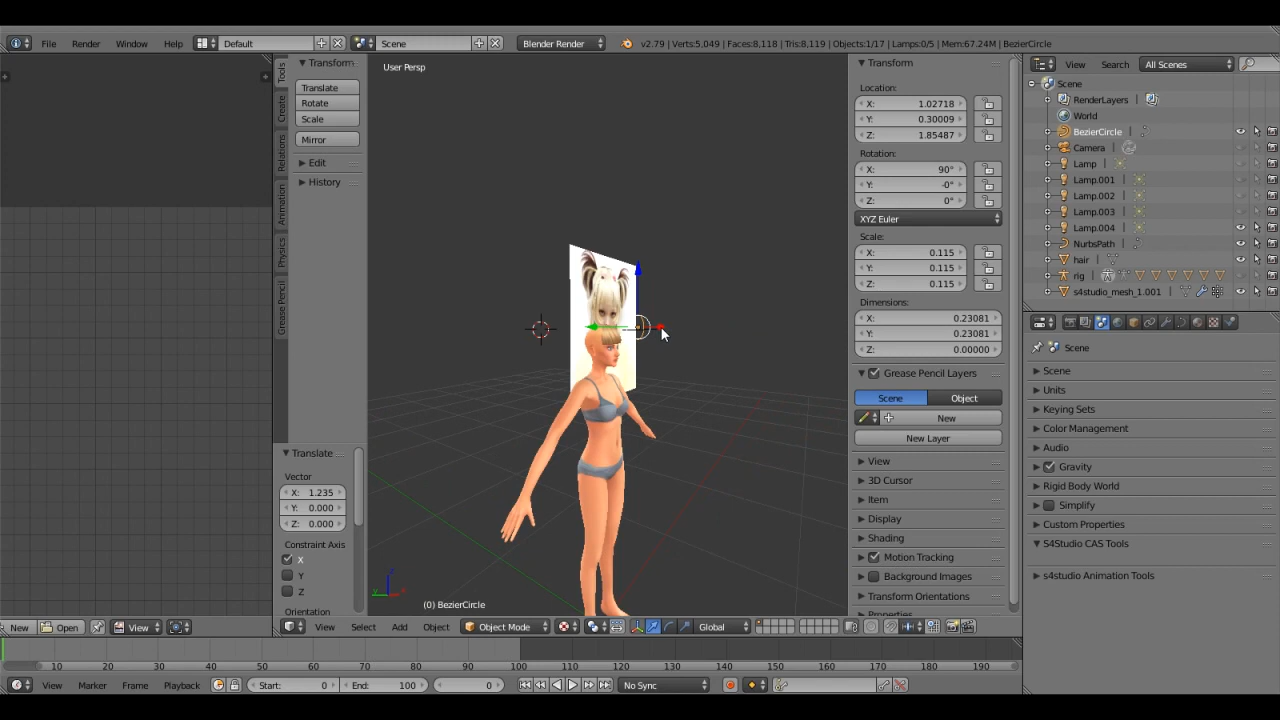 File Render Window Help Default Scene Blender Render v2.79 | Verts:5,049 | Faces:8,118 | Tris:8,119 | Objects:1/17 | Lamps:0/5 | Mem:67.24M | BezierCircle
Tools
Create
Relations
Animation
Physics
Grease Pencil
Transform
Translate
Rotate
Scale
Mirror
Edit
History
Translate
Vector
X: 1.235
Y: 0.000
Z: 0.000
Constraint Axis
X
Y
Z
Orientation
User Persp
(0) BezierCircle
Transform
Location:
X: 1.02718
Y: 0.30009
Z: 1.85487
Rotation:
X: 90°
Y: -0°
Z: 0°
XYZ Euler
Scale:
X: 0.115
Y: 0.115
Z: 0.115
Dimensions:
X: 0.23081
Y: 0.23081
Z: 0.00000
Grease Pencil Layers
Scene Object
New
New Layer
View
3D Cursor
Item
Display
Shading
Motion Tracking
Background Images
Transform Orientations
Properties
View Search All Scenes
Scene
RenderLayers
World
BezierCircle
Camera
Lamp
Lamp.001
Lamp.002
Lamp.003
Lamp.004
NurbsPath
hair
rig
s4studio_mesh_1.001
Scene
Scene
Units
Keying Sets
Color Management
Audio
Gravity
Rigid Body World
Simplify
Custom Properties
S4Studio CAS Tools
s4studio Animation Tools
New Open View
View Select Add Object Object Mode Global
10 20 30 40 50 60 70 80 90 100 110 120 130 140 150 160 170 180 190
View Marker Frame Playback Start: 0 End: 100 0 No Sync